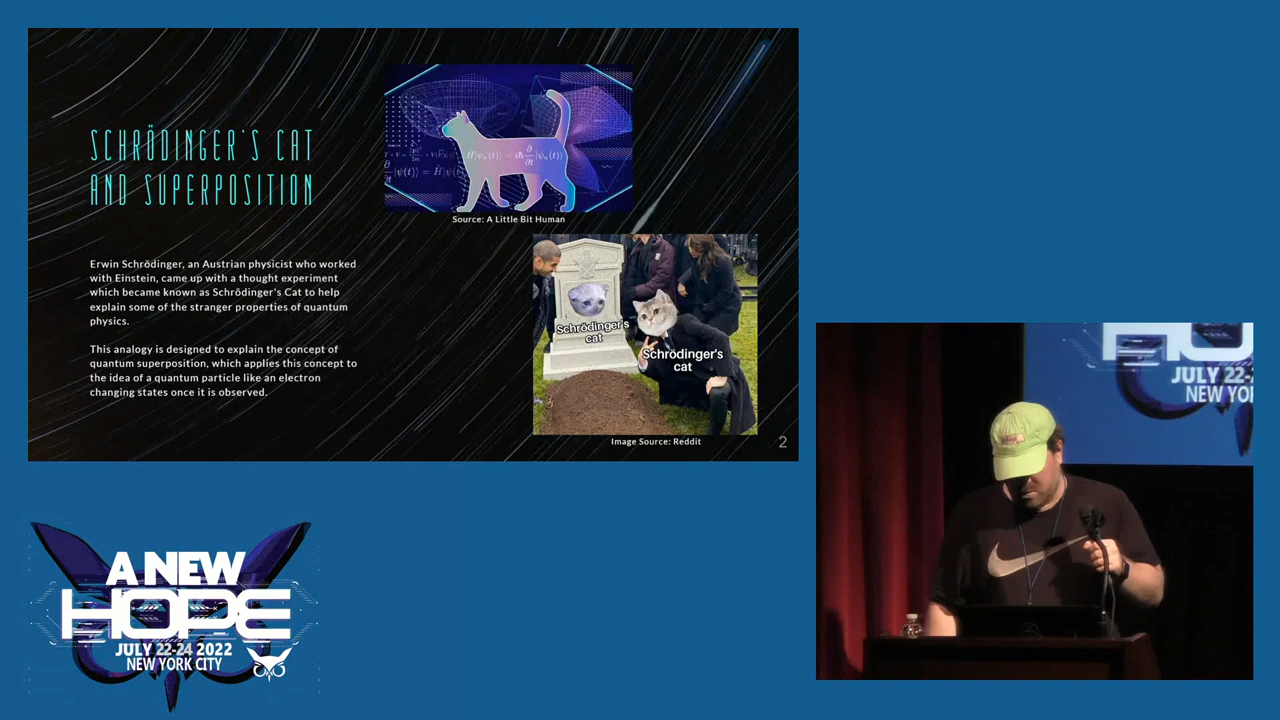 SCHRÖDINGER'S CAT
AND SUPERPOSITION
Erwin Schrödinger, an Austrian physicist who worked
with Einstein, came up with a thought experiment
which became known as Schrödinger's Cat to help
explain some of the stranger properties of quantum
physics.
This analogy is designed to explain the concept of
quantum superposition, which applies this concept to
the idea of a quantum particle like an electron
changing states once it is observed.
Source: A Little Bit Human
Schrödinger's
cat
Schrödinger's
cat
Image Source: Reddit
2
A NEW
HOPE
JULY 22-24 2022
NEW YORK CITY
JULY 22-
NEW YO